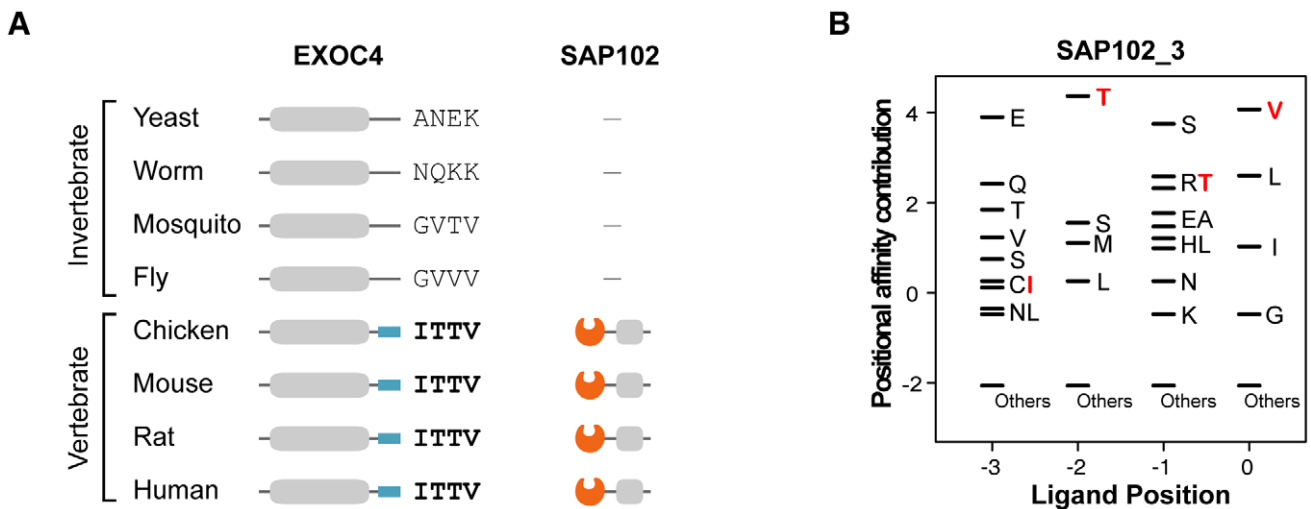 A
EXOC4 SAP102
Invertebrate
Yeast ANEK –
Worm NQKK –
Mosquito GVTV –
Fly GVVV –
Vertebrate
Chicken ITTV
Mouse ITTV
Rat ITTV
Human ITTV
B
SAP102_3
Positional affinity contribution
4
2
0
-2
E
Q
T
V
S
CI
NL
Others
T
S
M
L
Others
S
RT
EA
HL
N
K
Others
V
L
I
G
Others
-3 -2 -1 0
Ligand Position